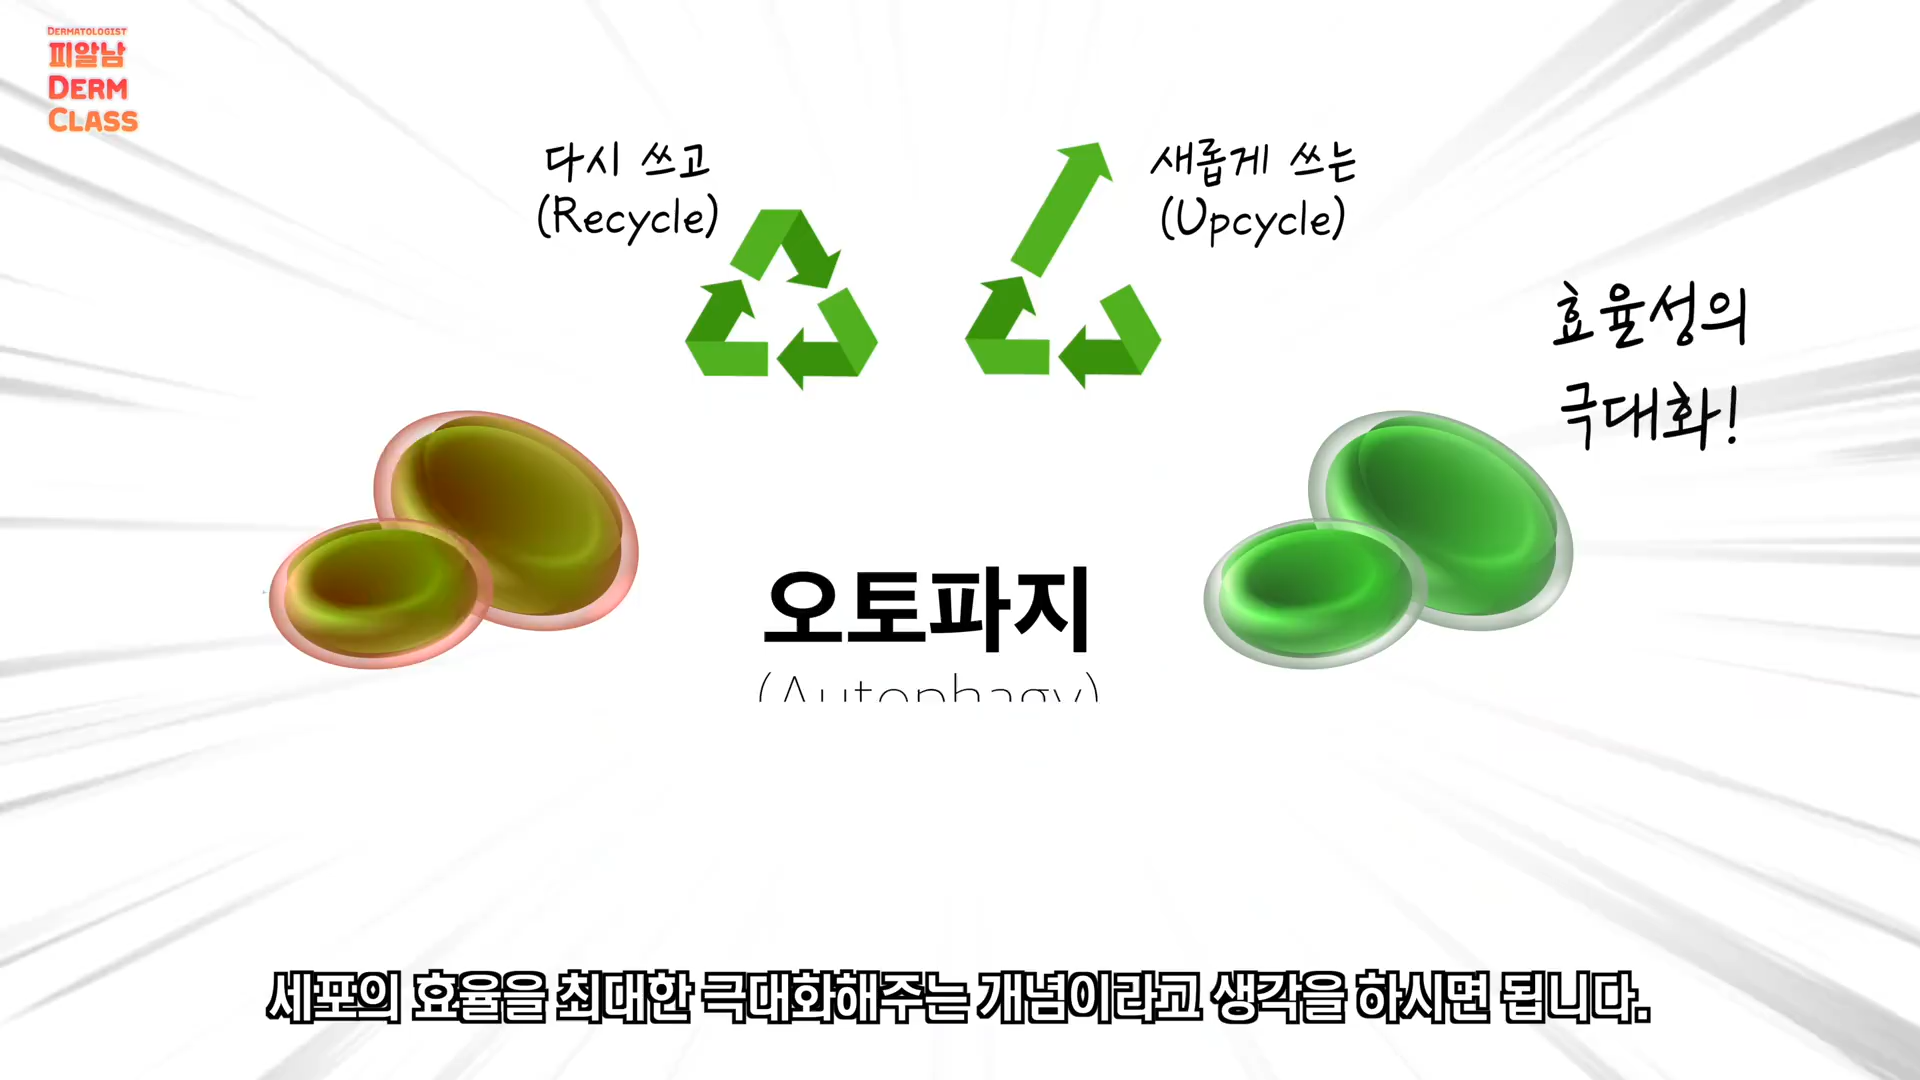 DERMATOLOGIST
피알남
DERM
CLASS
다시 쓰고
(Recycle)
새롭게 쓰는
(Upcycle)
효율성의
극대화!
오토파지
(Autophagy)
세포의 효율을 최대한 극대화해주는 개념이라고 생각을 하시면 됩니다.